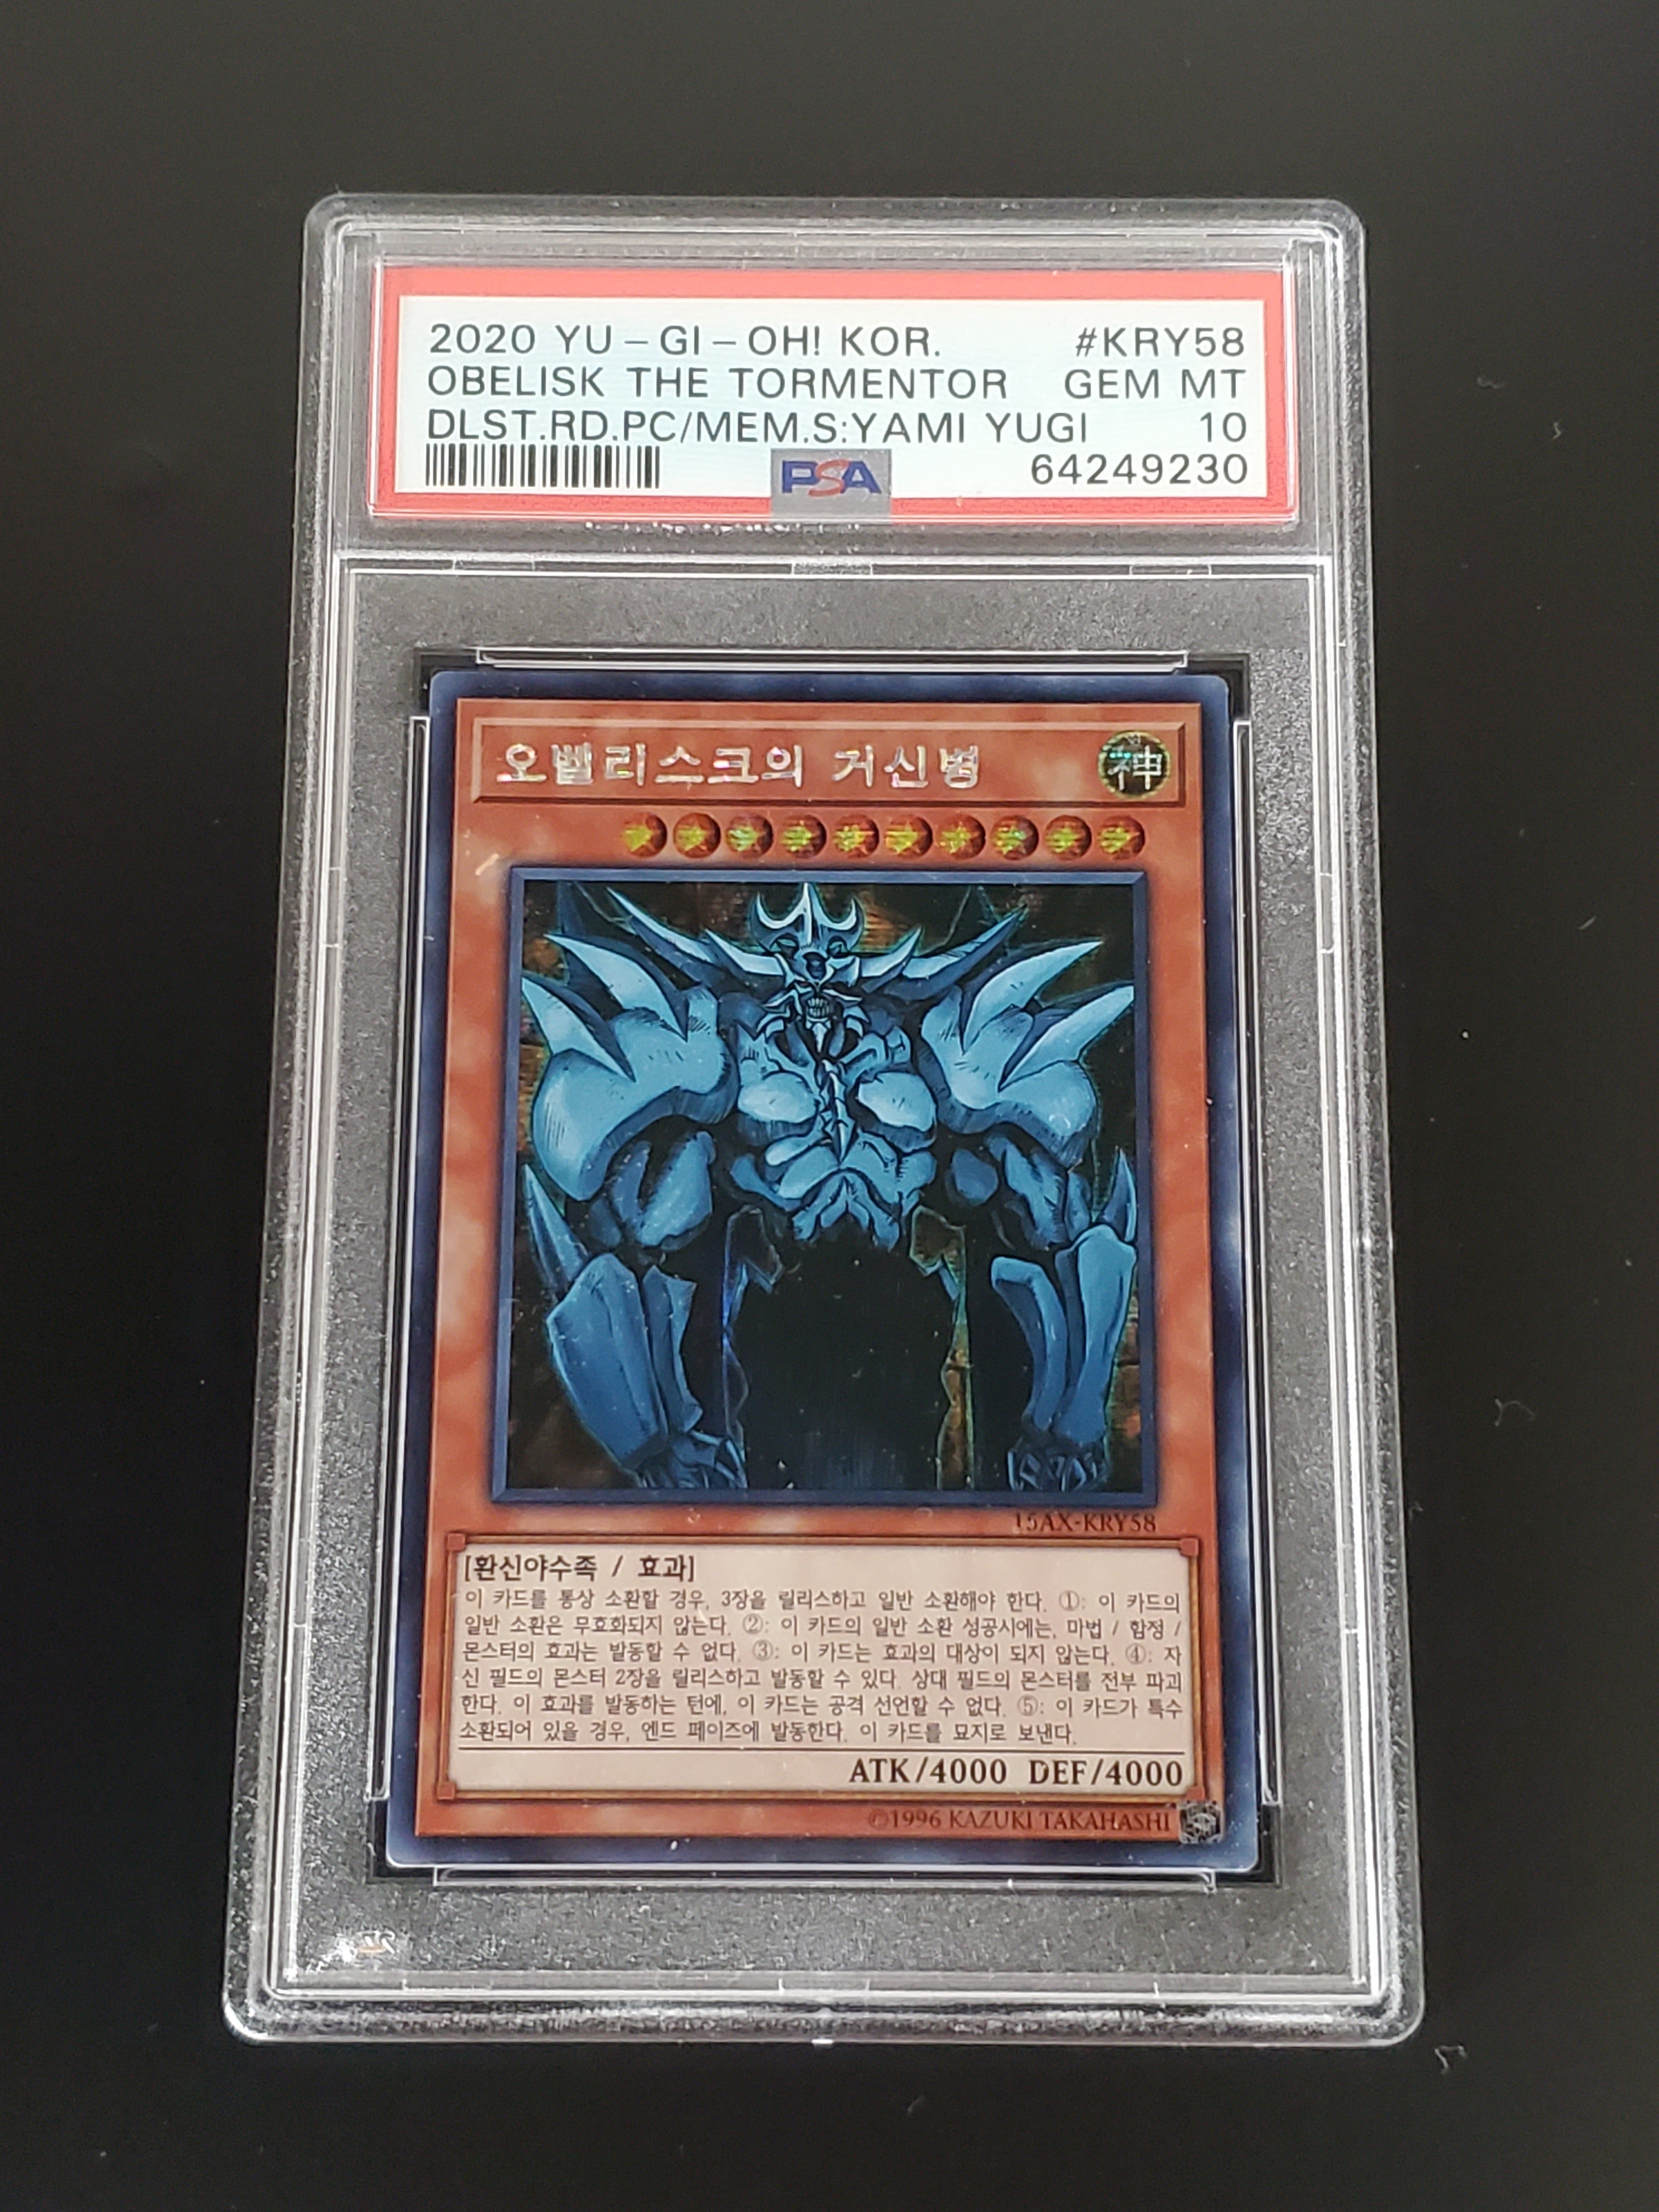 2020 YU-GI-OH! KOR. #KRY58
OBELISK THE TORMENTOR GEM MT
DLST.RD.PC/MEM.S:YAMI YUGI 10
PSA 64249230
오벨리스크의 거신병 神
15AX-KRY58
[환신야수족 / 효과]
이 카드를 통상 소환할 경우, 3장을 릴리스하고 일반 소환해야 한다. ①: 이 카드의
일반 소환은 무효화되지 않는다. ②: 이 카드의 일반 소환 성공시에는, 마법 / 함정 /
몬스터의 효과는 발동할 수 없다. ③: 이 카드는 효과의 대상이 되지 않는다. ④: 자
신 필드의 몬스터 2장을 릴리스하고 발동할 수 있다. 상대 필드의 몬스터를 전부 파괴
한다. 이 효과를 발동하는 턴에, 이 카드는 공격 선언할 수 없다. ⑤: 이 카드가 특수
소환되어 있을 경우, 엔드 페이즈에 발동한다. 이 카드를 묘지로 보낸다.
ATK/4000 DEF/4000
©1996 KAZUKI TAKAHASHI